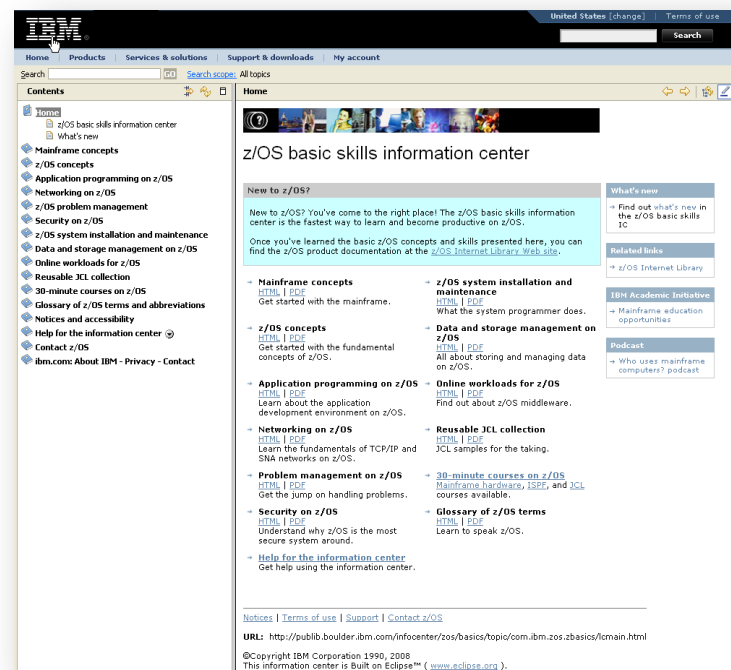 United States [change] | Terms of use
IBM®
Search
Home | Products | Services & solutions | Support & downloads | My account
Search GO Search scope: All topics
Contents
Home
z/OS basic skills information center
What's new
Mainframe concepts
z/OS concepts
Application programming on z/OS
Networking on z/OS
z/OS problem management
Security on z/OS
z/OS system installation and maintenance
Data and storage management on z/OS
Online workloads for z/OS
Reusable JCL collection
30-minute courses on z/OS
Glossary of z/OS terms and abbreviations
Notices and accessibility
Help for the information center
Contact z/OS
ibm.com: About IBM - Privacy - Contact
Home
z/OS basic skills information center
New to z/OS?
New to z/OS? You've come to the right place! The z/OS basic skills information
center is the fastest way to learn and become productive on z/OS.
Once you've learned the basic z/OS concepts and skills presented here, you can
find the z/OS product documentation at the z/OS Internet Library Web site.
Mainframe concepts
HTML | PDF
Get started with the mainframe.
z/OS concepts
HTML | PDF
Get started with the fundamental
concepts of z/OS.
Application programming on z/OS
HTML | PDF
Learn about the application
development environment on z/OS.
Networking on z/OS
HTML | PDF
Learn the fundamentals of TCP/IP and
SNA networks on z/OS.
Problem management on z/OS
HTML | PDF
Get the jump on handling problems.
Security on z/OS
HTML | PDF
Understand why z/OS is the most
secure system around.
Help for the information center
Get help using the information center.
z/OS system installation and
maintenance
HTML | PDF
What the system programmer does.
Data and storage management on
z/OS
HTML | PDF
All about storing and managing data
on z/OS.
Online workloads for z/OS
HTML | PDF
Find out about z/OS middleware.
Reusable JCL collection
HTML | PDF
JCL samples for the taking.
30-minute courses on z/OS
Mainframe hardware, ISPF, and JCL
courses available.
Glossary of z/OS terms
HTML | PDF
Learn to speak z/OS.
What's new
Find out what's new in
the z/OS basic skills
IC
Related links
z/OS Internet Library
IBM Academic Initiative
Mainframe education
opportunities
Podcast
Who uses mainframe
computers? podcast
Notices | Terms of use | Support | Contact z/OS
URL: http://publib.boulder.ibm.com/infocenter/zos/basics/topic/com.ibm.zos.zbasics/lcmain.html
©Copyright IBM Corporation 1990, 2008
This information center is Built on Eclipse™ ( www.eclipse.org ).